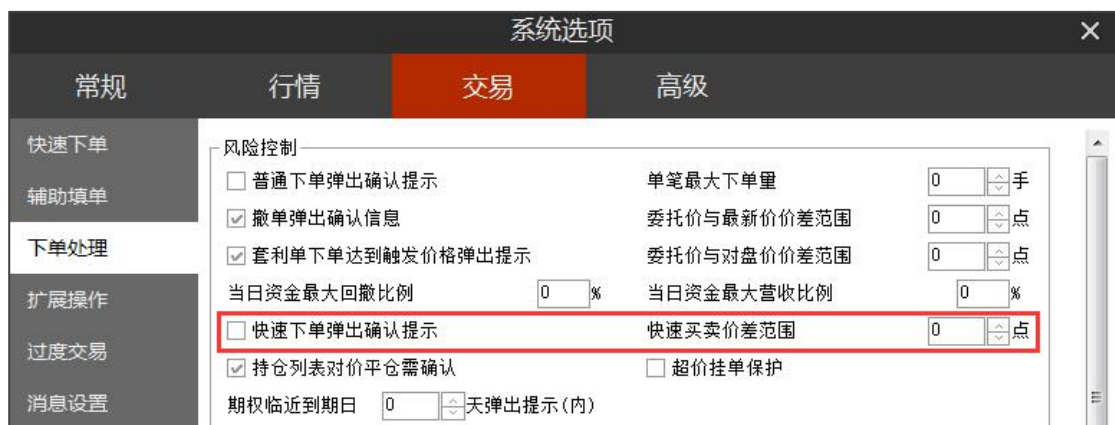 系统选项
常规 行情 交易 高级
快速下单
辅助填单
下单处理
扩展操作
过度交易
消息设置
风险控制
普通下单弹出确认提示 单笔最大下单量 0 手
撤单弹出确认信息 委托价与最新价价差范围 0 点
套利单下单达到触发价格弹出提示 委托价与对盘价价差范围 0 点
当日资金最大回撤比例 0 % 当日资金最大营收比例 0 %
快速下单弹出确认提示 快速买卖价差范围 0 点
持仓列表对价平仓需确认 超价挂单保护
期权临近到期日 0 天弹出提示(内)